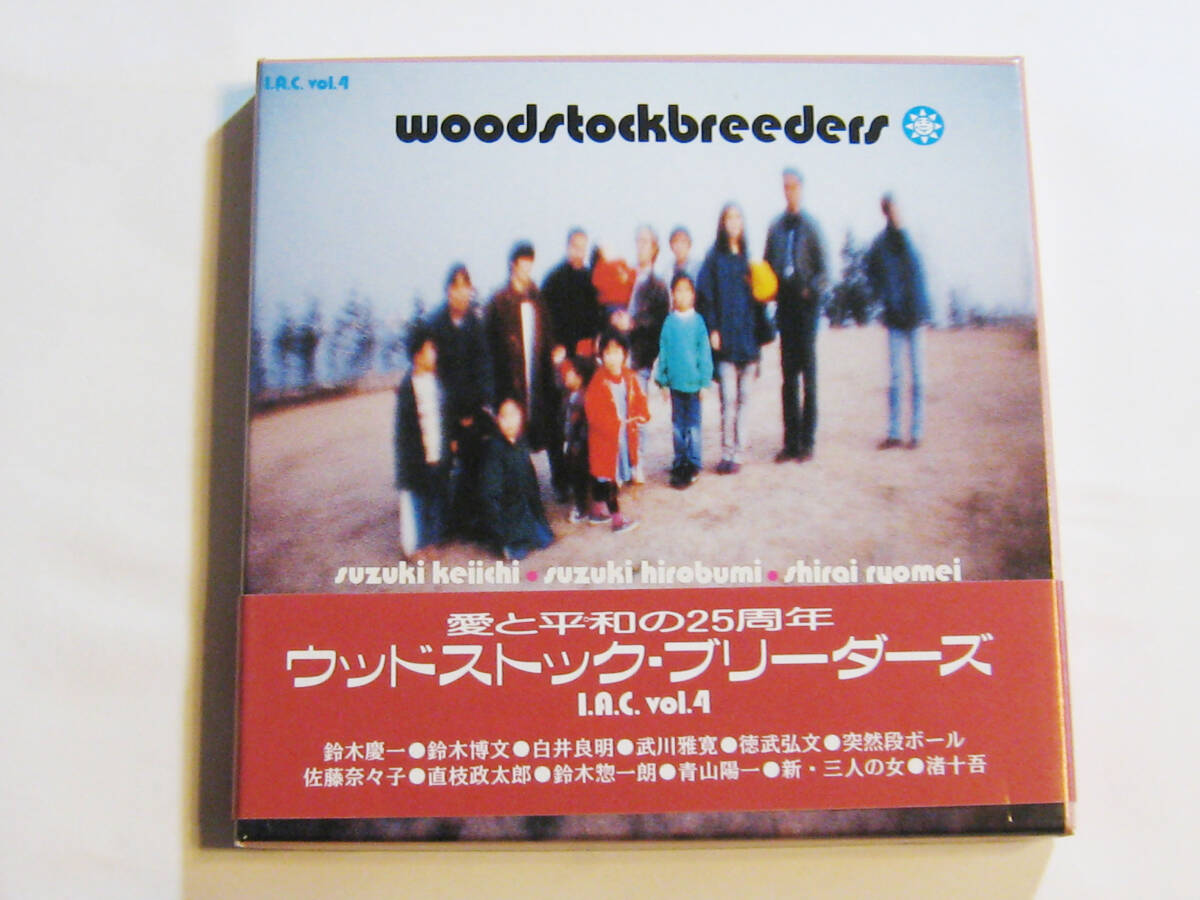 I.A.C. vol.4
woodstockbreeders
suzuki keiichi • suzuki hirobumi • shirai ryomei
愛と平和の25周年
ウッドストック・ブリーダーズ
I.A.C. vol.4
鈴木慶一●鈴木博文●白井良明●武川雅寛●徳武弘文●突然段ボール
佐藤奈々子●直枝政太郎●鈴木惣一朗●青山陽一●新・三人の女●渚十吾